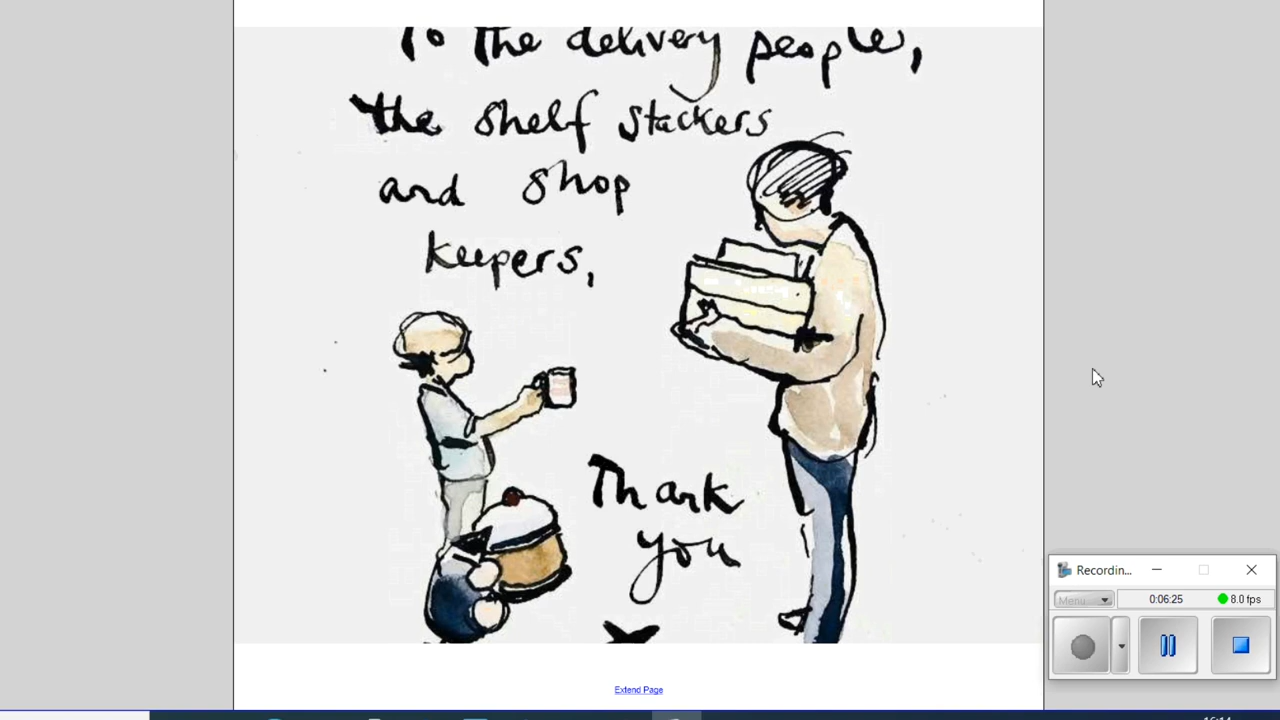 To the delivery people,
the shelf stackers
and shop
keepers,
Thank
you
x
Extend Page
Recordin...
Menu
0:06:25
8.0 fps